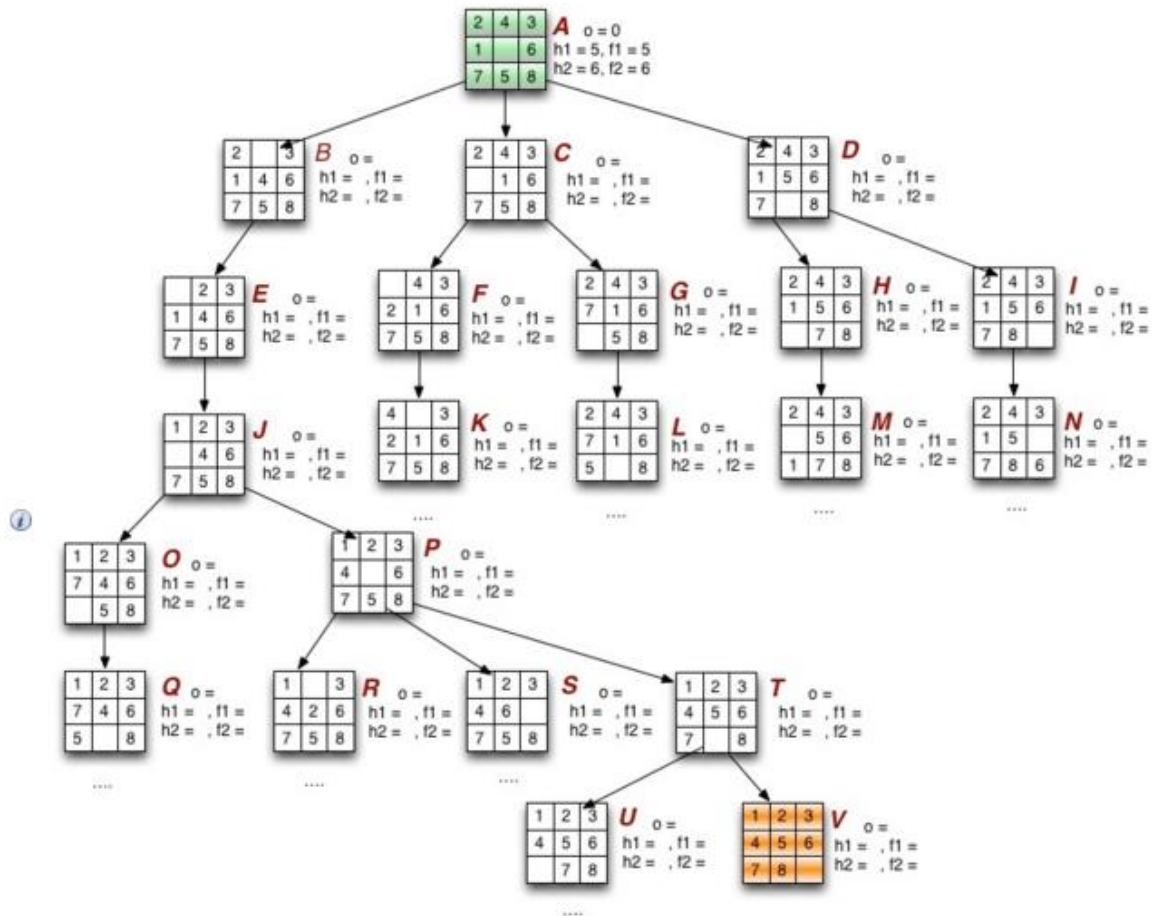 2 4 3
A o = 0
1 6
h1 = 5, f1 = 5
7 5 8
h2 = 6, f2 = 6
2 3
B o =
1 4 6
h1 = , f1 =
7 5 8
h2 = , f2 =
2 4 3
C o =
1 6
h1 = , f1 =
7 5 8
h2 = , f2 =
2 4 3
D o =
1 5 6
h1 = , f1 =
7 8
h2 = , f2 =
2 3
E o =
1 4 6
h1 = , f1 =
7 5 8
h2 = , f2 =
4 3
F o =
2 1 6
h1 = , f1 =
7 5 8
h2 = , f2 =
2 4 3
G o =
7 1 6
h1 = , f1 =
5 8
h2 = , f2 =
2 4 3
H o =
1 5 6
h1 = , f1 =
7 8
h2 = , f2 =
2 4 3
I o =
1 5 6
h1 = , f1 =
7 8
h2 = , f2 =
1 2 3
J o =
4 6
h1 = , f1 =
7 5 8
h2 = , f2 =
4 3
K o =
2 1 6
h1 = , f1 =
7 5 8
h2 = , f2 =
....
2 4 3
L o =
7 1 6
h1 = , f1 =
5 8
h2 = , f2 =
....
2 4 3
M o =
5 6
h1 = , f1 =
1 7 8
h2 = , f2 =
....
2 4 3
N o =
1 5
h1 = , f1 =
7 8 6
h2 = , f2 =
....
i
1 2 3
O o =
7 4 6
h1 = , f1 =
5 8
h2 = , f2 =
1 2 3
P o =
4 6
h1 = , f1 =
7 5 8
h2 = , f2 =
1 2 3
Q o =
7 4 6
h1 = , f1 =
5 8
h2 = , f2 =
....
1 3
R o =
4 2 6
h1 = , f1 =
7 5 8
h2 = , f2 =
....
1 2 3
S o =
4 6
h1 = , f1 =
7 5 8
h2 = , f2 =
....
1 2 3
T o =
4 5 6
h1 = , f1 =
7 8
h2 = , f2 =
1 2 3
U o =
4 5 6
h1 = , f1 =
7 8
h2 = , f2 =
....
1 2 3
V o =
4 5 6
h1 = , f1 =
7 8
h2 = , f2 =